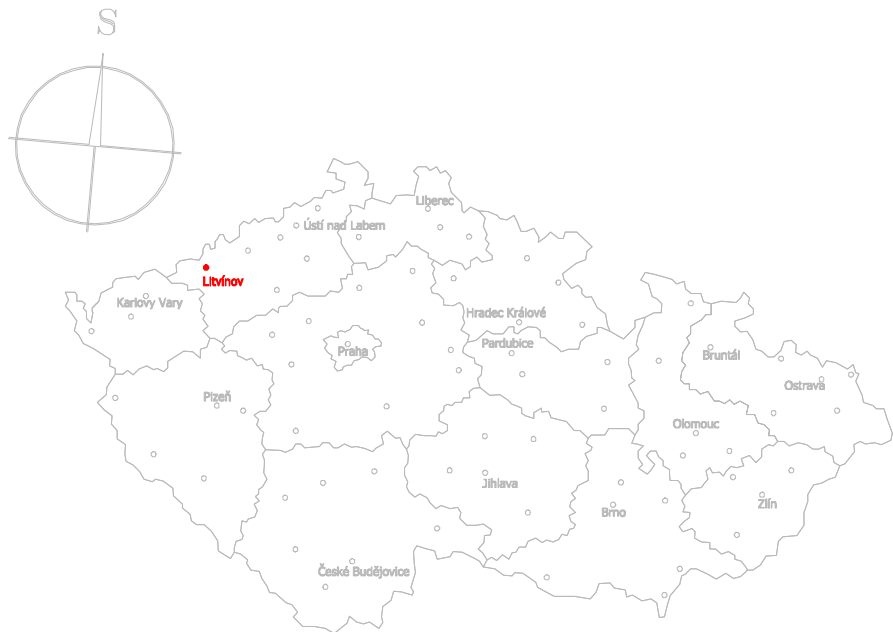 S
Liberec
Ústí nad Labem
Litvínov
Karlovy Vary
Hradec Králové
Pardubice
Praha
Bruntál
Ostrava
Plzeň
Olomouc
Jihlava
Zlín
Brno
České Budějovice